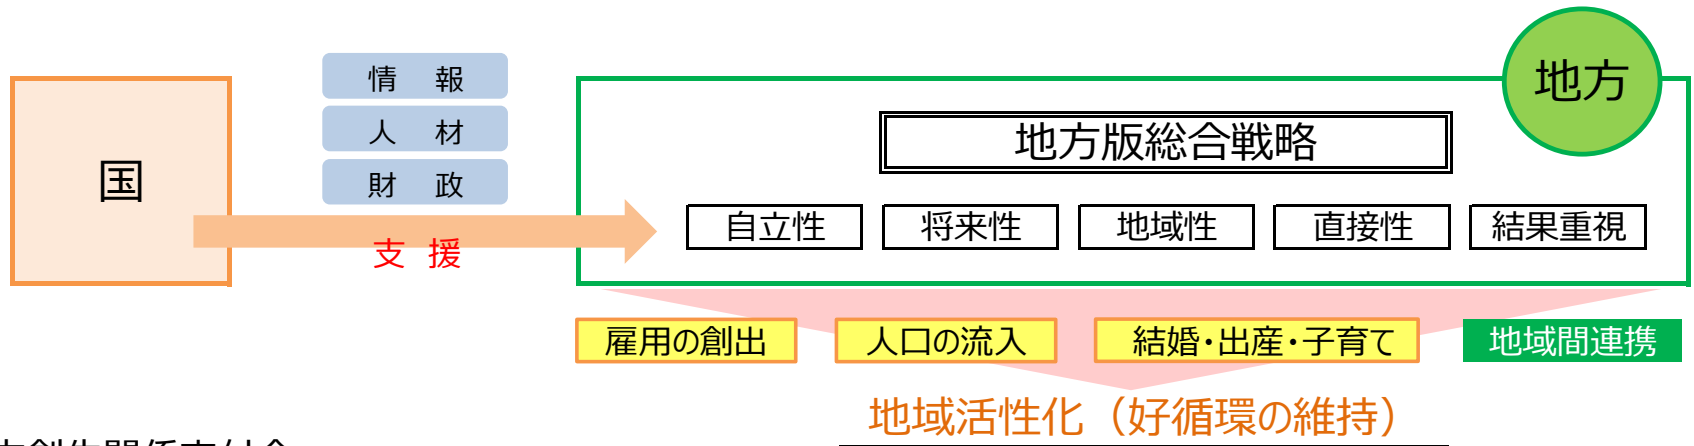 地方
情 報
人 材
財 政
国
支 援
地方版総合戦略
自立性 将来性 地域性 直接性 結果重視
雇用の創出 人口の流入 結婚・出産・子育て 地域間連携
地域活性化（好循環の維持）